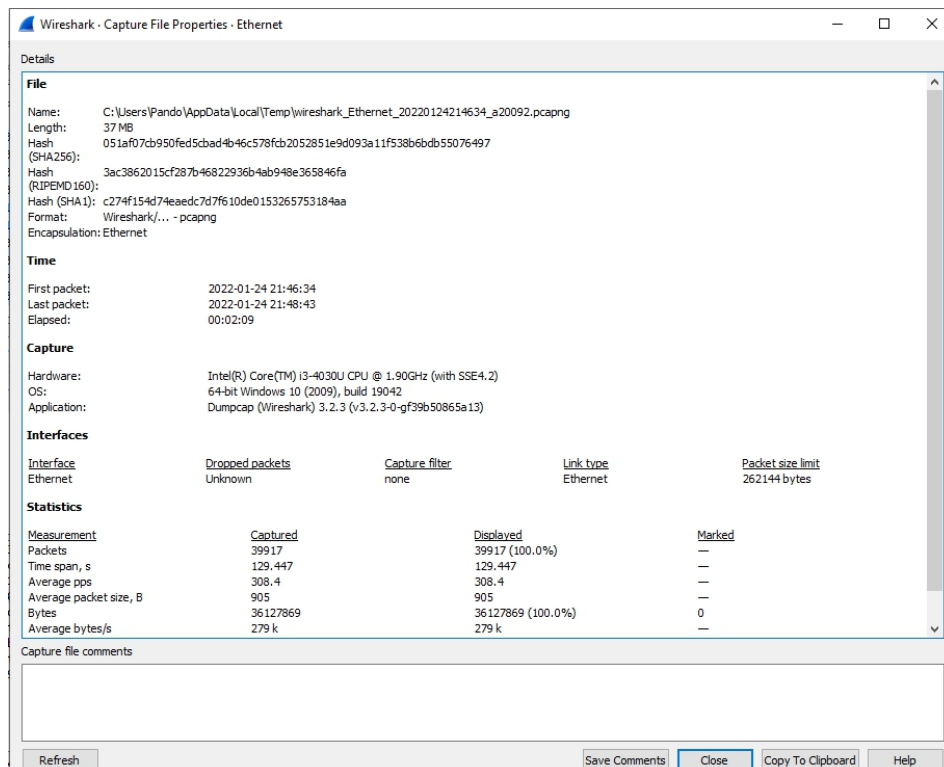 Wireshark · Capture File Properties · Ethernet
Details
File
Name: C:\Users\Pando\AppData\Local\Temp\wireshark_Ethernet_20220124214634_a20092.pcapng
Length: 37 MB
Hash (SHA256): 051af07cb950fed5cbad4b46c578fcb2052851e9d093a11f538b6bdb55076497
Hash (RIPEMD160): 3ac3862015cf287b46822936b4ab948e365846fa
Hash (SHA1): c274f154d74eaedc7d7f610de0153265753184aa
Format: Wireshark/... - pcapng
Encapsulation: Ethernet
Time
First packet: 2022-01-24 21:46:34
Last packet: 2022-01-24 21:48:43
Elapsed: 00:02:09
Capture
Hardware: Intel(R) Core(TM) i3-4030U CPU @ 1.90GHz (with SSE4.2)
OS: 64-bit Windows 10 (2009), build 19042
Application: Dumpcap (Wireshark) 3.2.3 (v3.2.3-0-gf39b50865a13)
Interfaces
Interface Dropped packets Capture filter Link type Packet size limit
Ethernet Unknown none Ethernet 262144 bytes
Statistics
Measurement Captured Displayed Marked
Packets 39917 39917 (100.0%) —
Time span, s 129.447 129.447 —
Average pps 308.4 308.4 —
Average packet size, B 905 905 —
Bytes 36127869 36127869 (100.0%) 0
Average bytes/s 279 k 279 k —
Capture file comments
Refresh Save Comments Close Copy To Clipboard Help